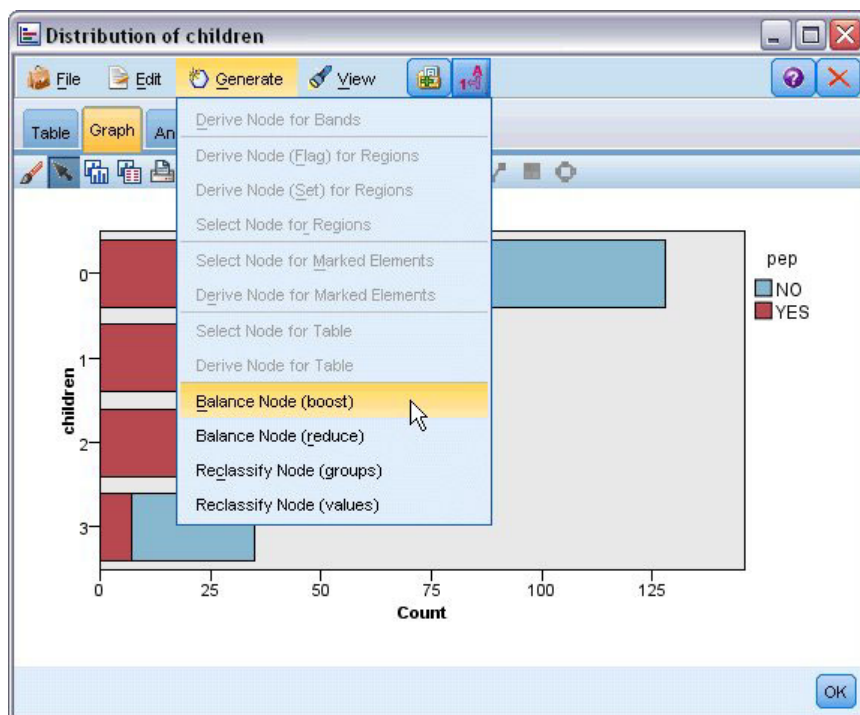 Distribution of children
File Edit Generate View
Table Graph An
Derive Node for Bands
Derive Node (Flag) for Regions
Derive Node (Set) for Regions
Select Node for Regions
Select Node for Marked Elements
Derive Node for Marked Elements
Select Node for Table
Derive Node for Table
Balance Node (boost)
Balance Node (reduce)
Reclassify Node (groups)
Reclassify Node (values)
children
0
1
2
3
0 25 50 75 100 125
Count
pep
NO
YES
OK